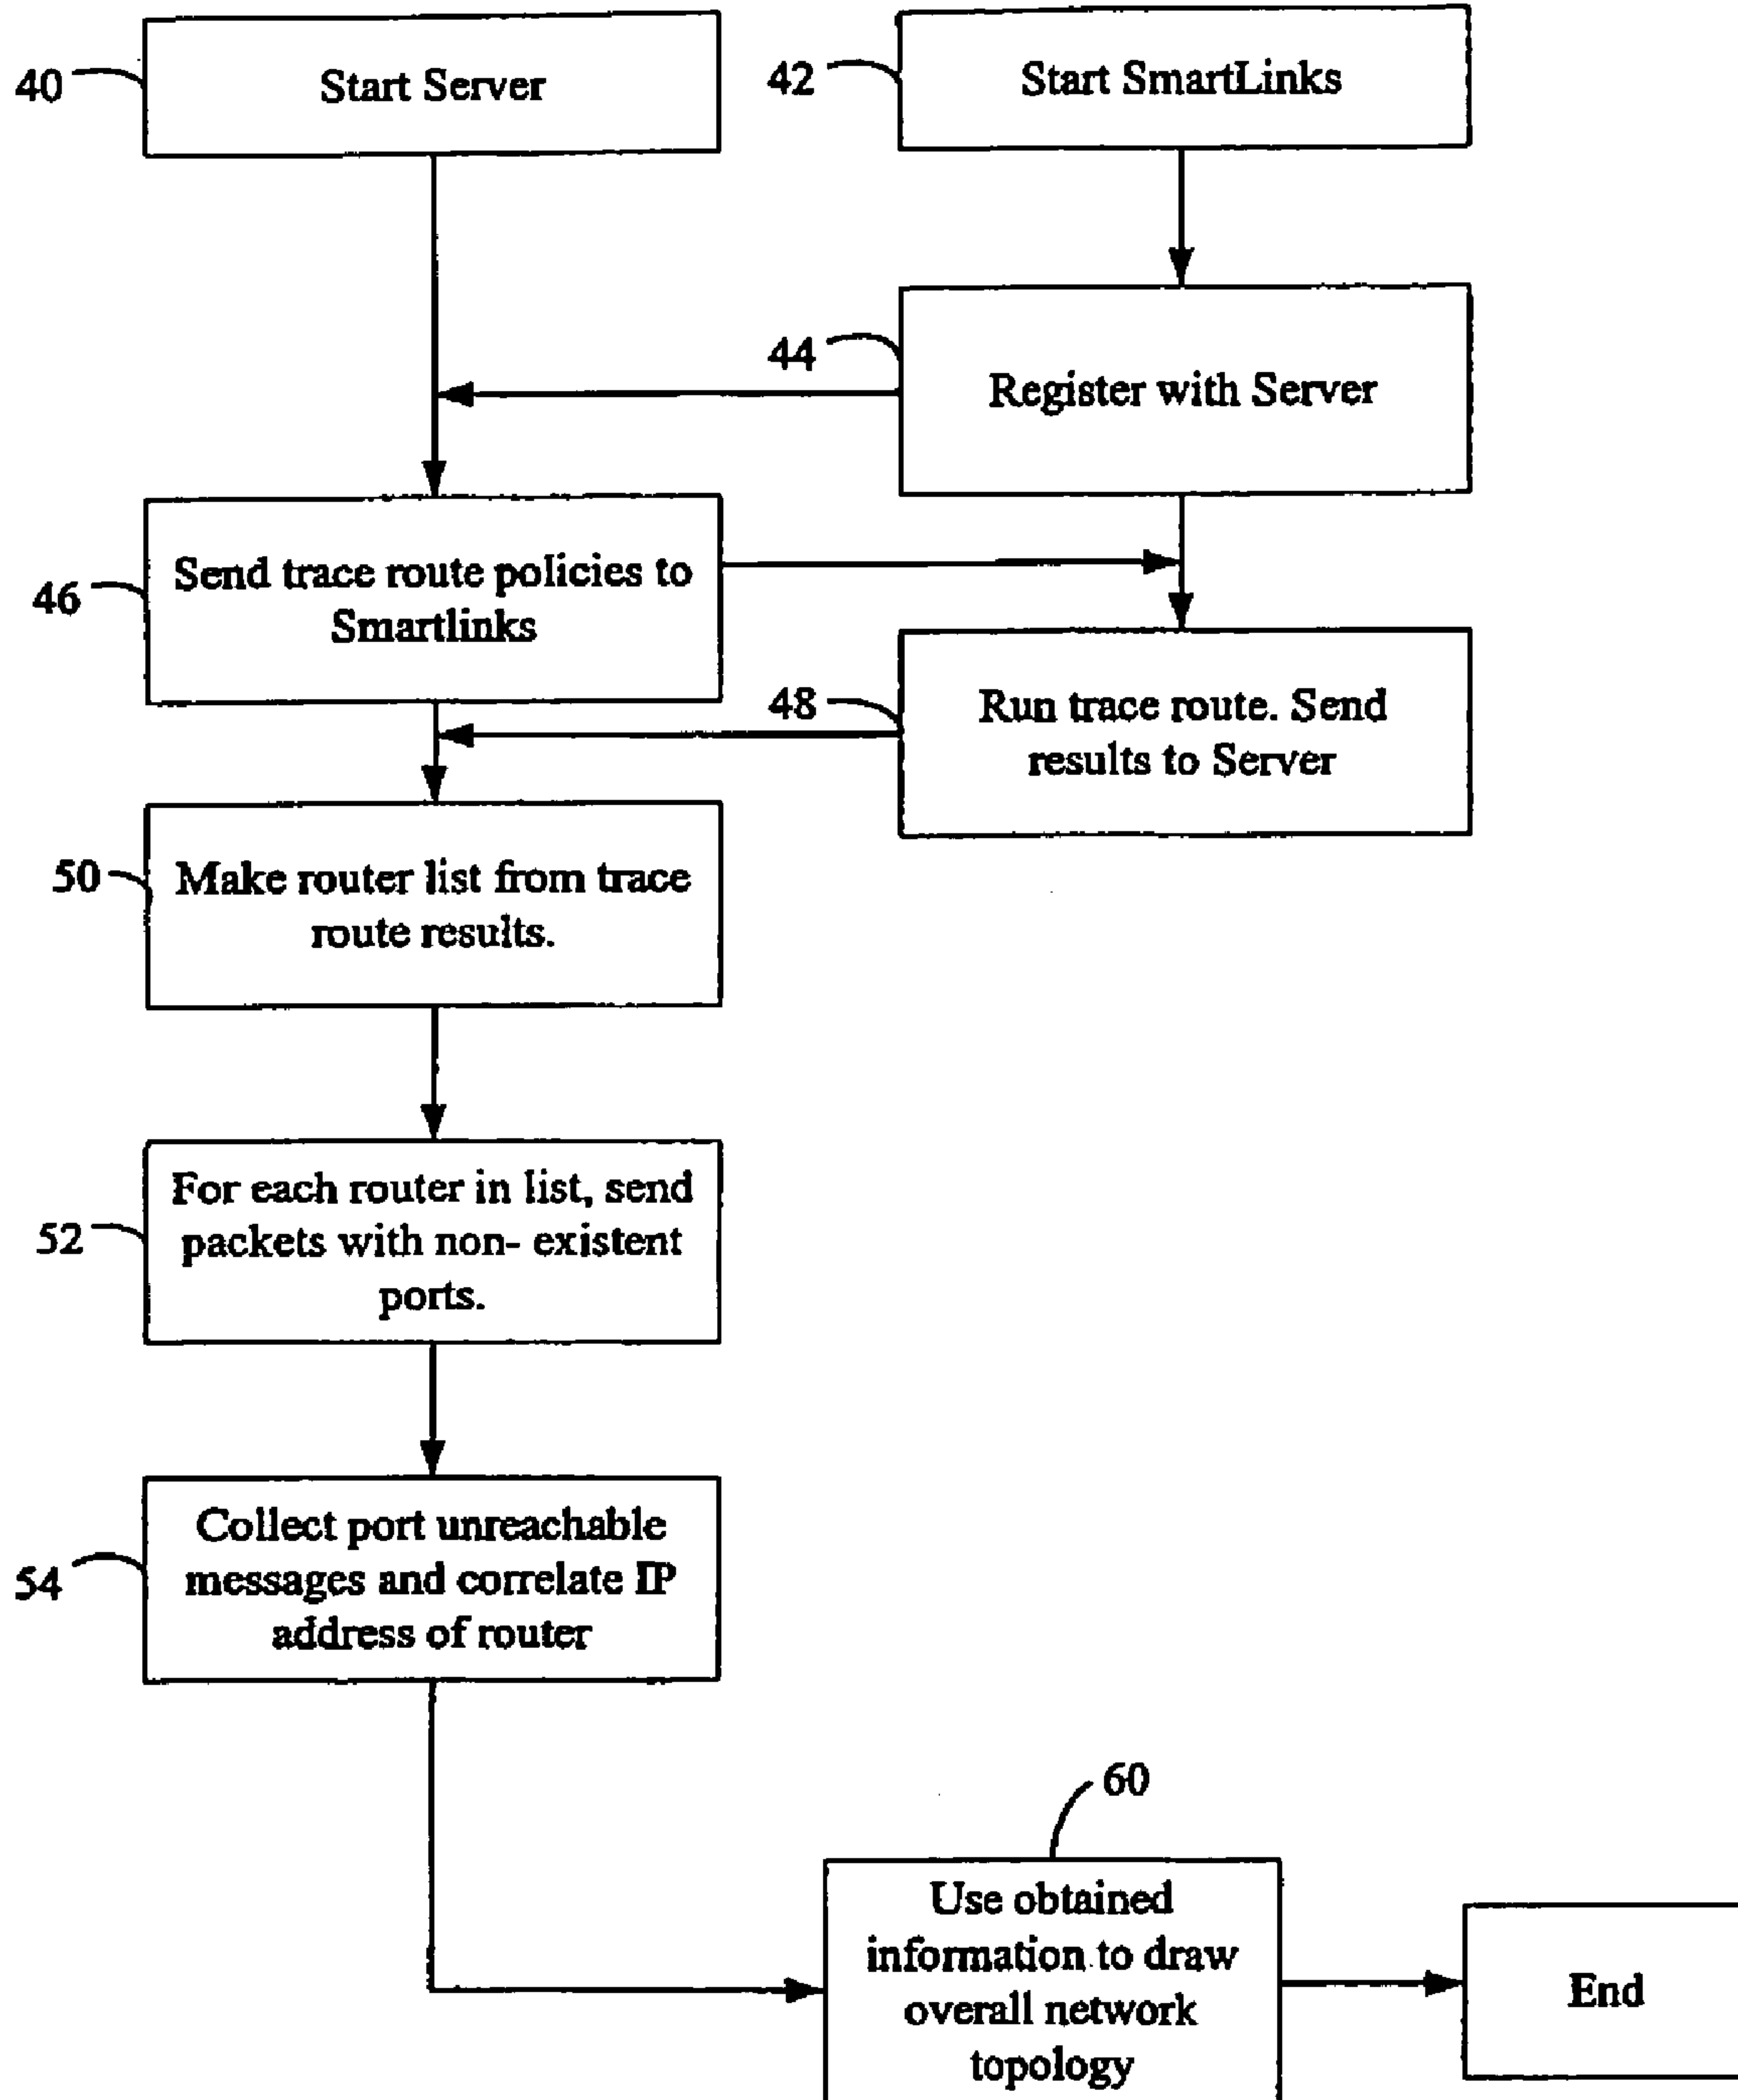 40
Start Server
42
Start SmartLinks
44
Register with Server
46
Send trace route policies to
Smartlinks
48
Run trace route. Send
results to Server
50
Make router list from trace
route results.
52
For each router in list, send
packets with non- existent
ports.
54
Collect port unreachable
messages and correlate IP
address of router
60
Use obtained
information to draw
overall network
topology
End